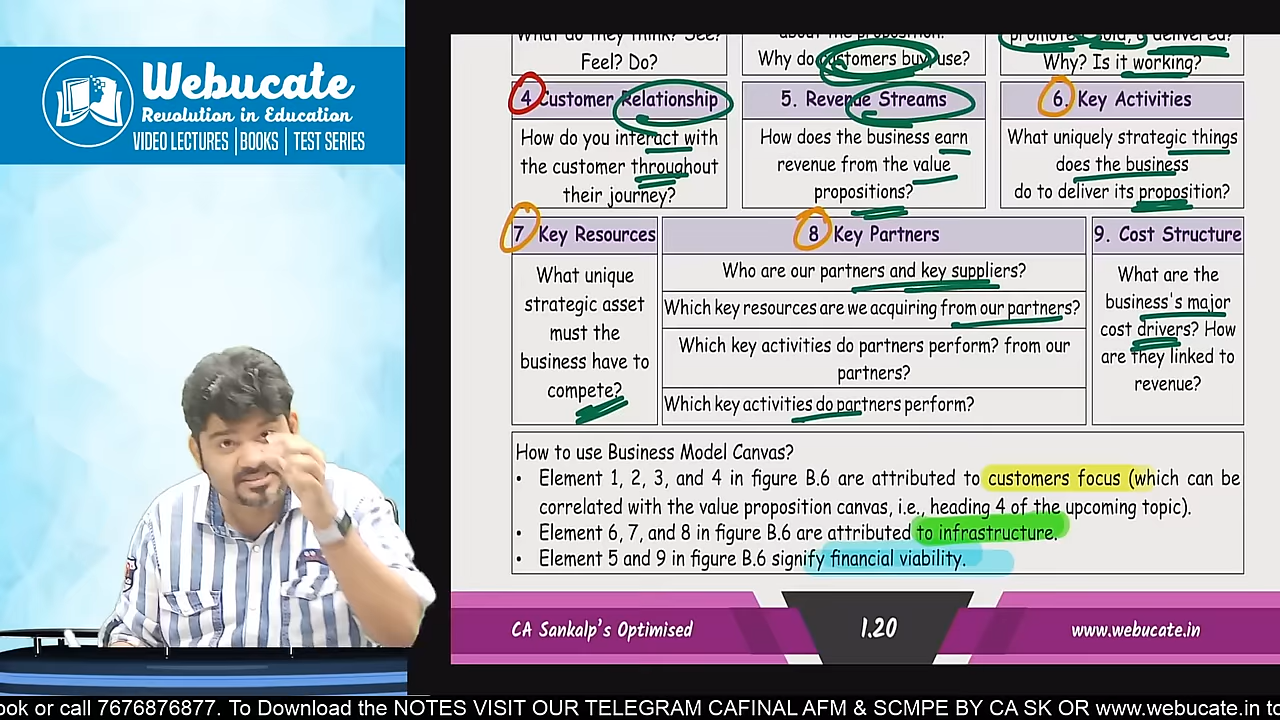 Webucate
Revolution in Education
VIDEO LECTURES | BOOKS | TEST SERIES
What do they think? See?
Feel? Do?
about the proposition?
Why do customers buy, use?
delivered?
Why? Is it working?
4 Customer Relationship
How do you interact with
the customer throughout
their journey?
5. Revenue Streams
How does the business earn
revenue from the value
propositions?
6. Key Activities
What uniquely strategic things
does the business
do to deliver its proposition?
7 Key Resources
What unique
strategic asset
must the
business have to
compete?
8 Key Partners
Who are our partners and key suppliers?
Which key resources are we acquiring from our partners?
Which key activities do partners perform? from our
partners?
Which key activities do partners perform?
9. Cost Structure
What are the
business's major
cost drivers? How
are they linked to
revenue?
How to use Business Model Canvas?
• Element 1, 2, 3, and 4 in figure B.6 are attributed to customers focus (which can be
correlated with the value proposition canvas, i.e., heading 4 of the upcoming topic).
• Element 6, 7, and 8 in figure B.6 are attributed to infrastructure.
• Element 5 and 9 in figure B.6 signify financial viability.
CA Sankalp's Optimised
1.20
www.webucate.in
ook or call 7676876877. To Download the NOTES VISIT OUR TELEGRAM CAFINAL AFM & SCMPE BY CA SK OR www.webucate.in to